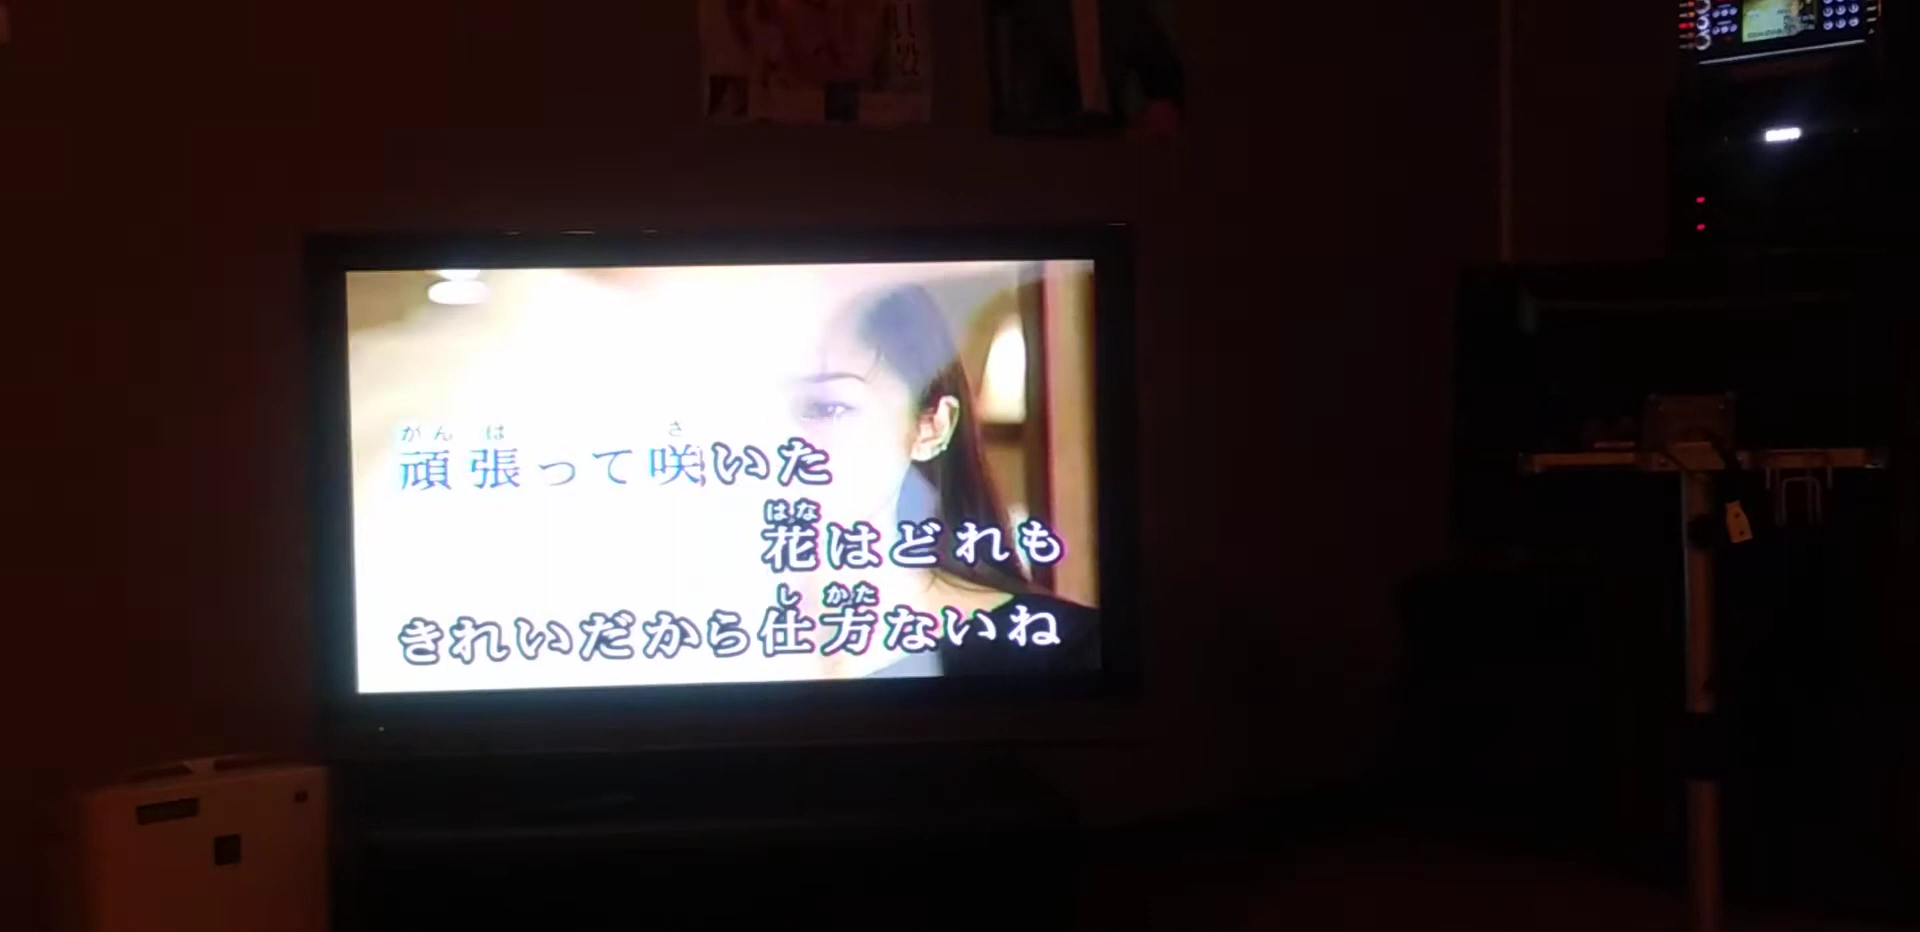 がん ば さ
頑張って咲いた
はな
花はどれも
し かた
きれいだから仕方ないね